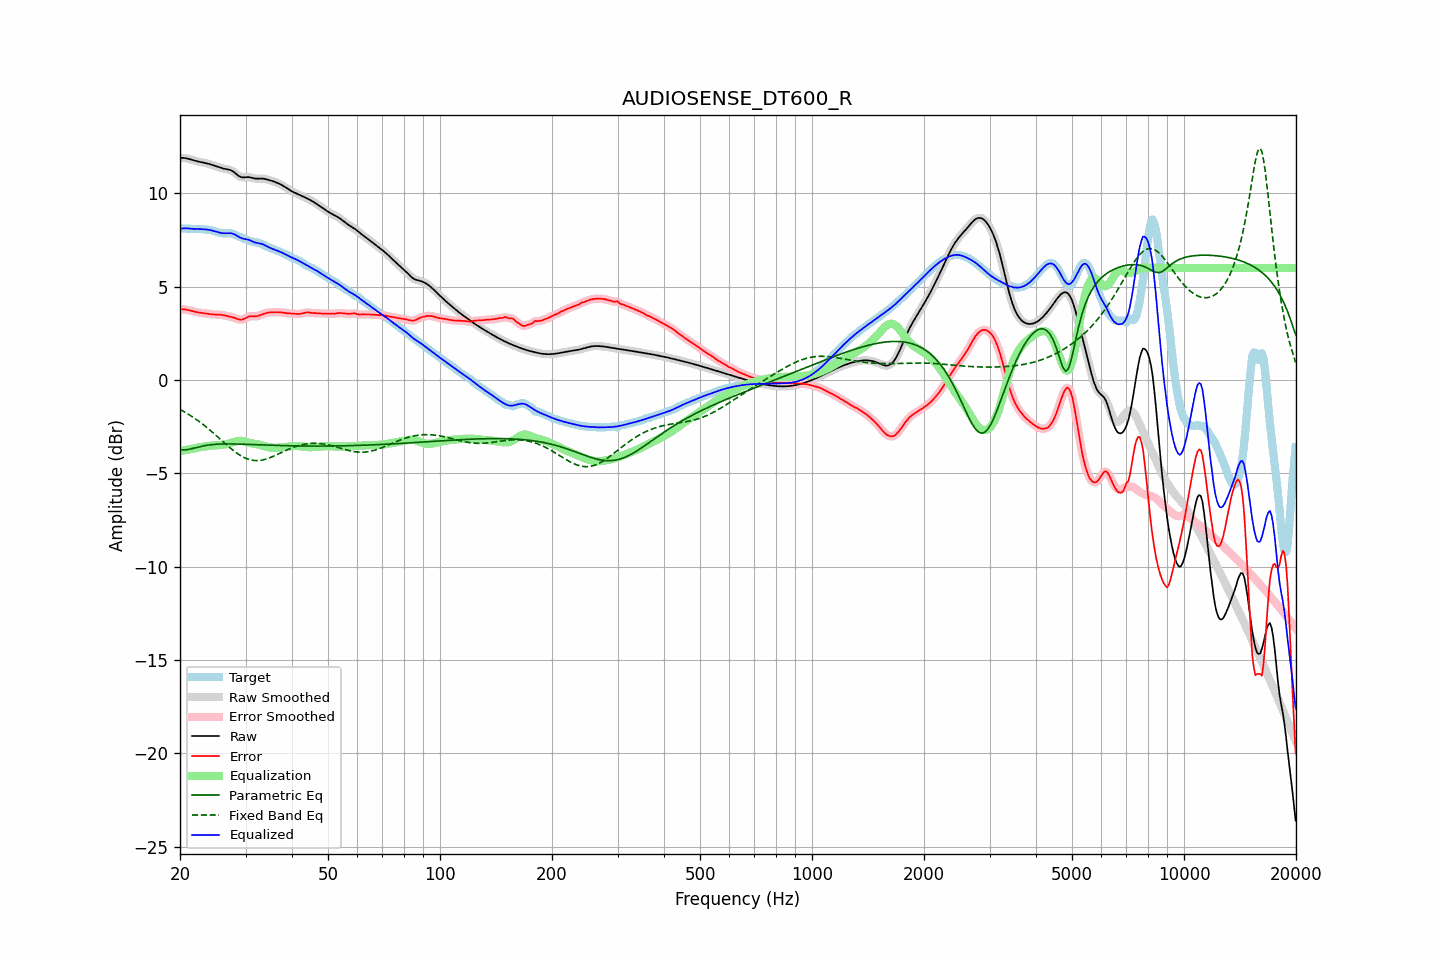 AUDIOSENSE_DT600_R
Amplitude (dBr)
10
5
0
−5
−10
−15
−20
−25
Target
Raw Smoothed
Error Smoothed
Raw
Error
Equalization
Parametric Eq
Fixed Band Eq
Equalized
20 50 100 200 500 1000 2000 5000 10000 20000
Frequency (Hz)